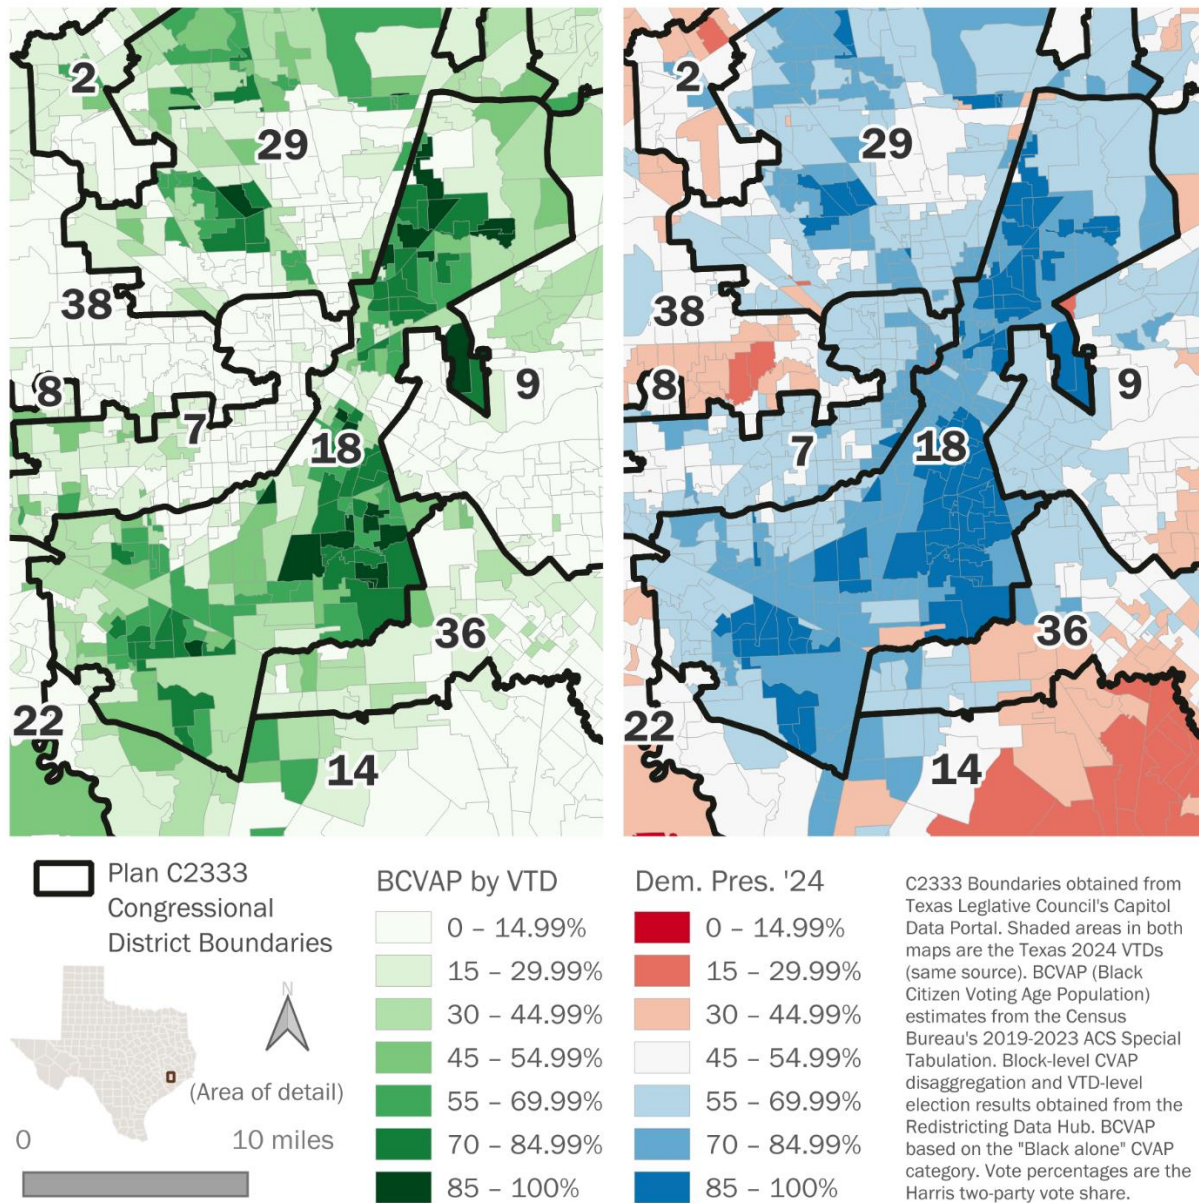 2
29
38
8
7
18
9
36
22
14
2
29
38
8
7
18
9
36
22
14
Plan C2333
Congressional
District Boundaries
N
(Area of detail)
0 10 miles
BCVAP by VTD
0 – 14.99%
15 – 29.99%
30 – 44.99%
45 – 54.99%
55 – 69.99%
70 – 84.99%
85 – 100%
Dem. Pres. '24
0 – 14.99%
15 – 29.99%
30 – 44.99%
45 – 54.99%
55 – 69.99%
70 – 84.99%
85 – 100%
C2333 Boundaries obtained from
Texas Leglative Council's Capitol
Data Portal. Shaded areas in both
maps are the Texas 2024 VTDs
(same source). BCVAP (Black
Citizen Voting Age Population)
estimates from the Census
Bureau's 2019-2023 ACS Special
Tabulation. Block-level CVAP
disaggregation and VTD-level
election results obtained from the
Redistricting Data Hub. BCVAP
based on the "Black alone" CVAP
category. Vote percentages are the
Harris two-party vote share.